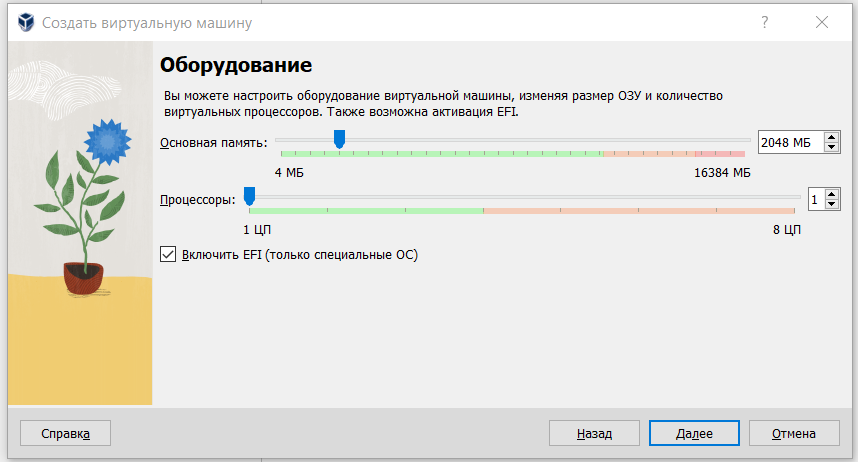 Создать виртуальную машину
?
Оборудование
Вы можете настроить оборудование виртуальной машины, изменяя размер ОЗУ и количество
виртуальных процессоров. Также возможна активация EFI.
Основная память: 2048 МБ
4 МБ 16384 МБ
Процессоры: 1
1 ЦП 8 ЦП
Включить EFI (только специальные ОС)
Справка Назад Далее Отмена